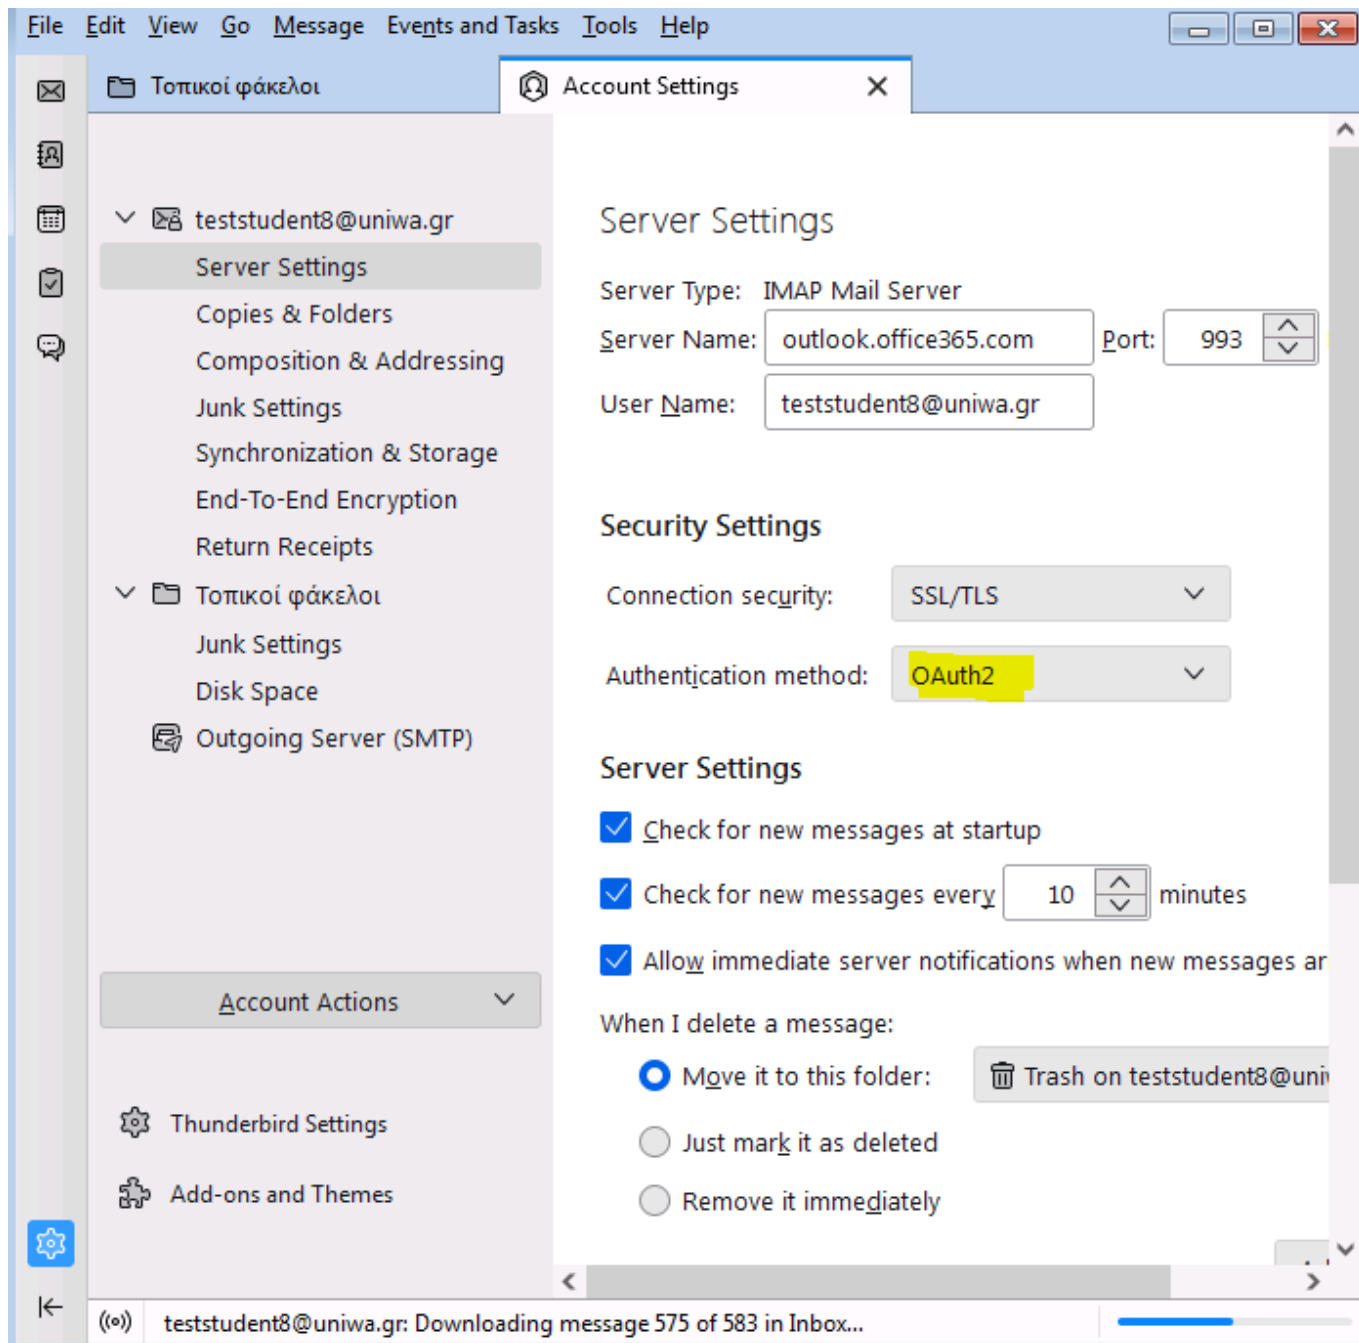 File Edit View Go Message Events and Tasks Tools Help
Τοπικοί φάκελοι
Account Settings
teststudent8@uniwa.gr
Server Settings
Copies & Folders
Composition & Addressing
Junk Settings
Synchronization & Storage
End-To-End Encryption
Return Receipts
Τοπικοί φάκελοι
Junk Settings
Disk Space
Outgoing Server (SMTP)
Account Actions
Thunderbird Settings
Add-ons and Themes
Server Settings
Server Type: IMAP Mail Server
Server Name: outlook.office365.com Port: 993
User Name: teststudent8@uniwa.gr
Security Settings
Connection security: SSL/TLS
Authentication method: OAuth2
Server Settings
Check for new messages at startup
Check for new messages every 10 minutes
Allow immediate server notifications when new messages ar
When I delete a message:
Move it to this folder: Trash on teststudent8@uni
Just mark it as deleted
Remove it immediately
teststudent8@uniwa.gr: Downloading message 575 of 583 in Inbox...